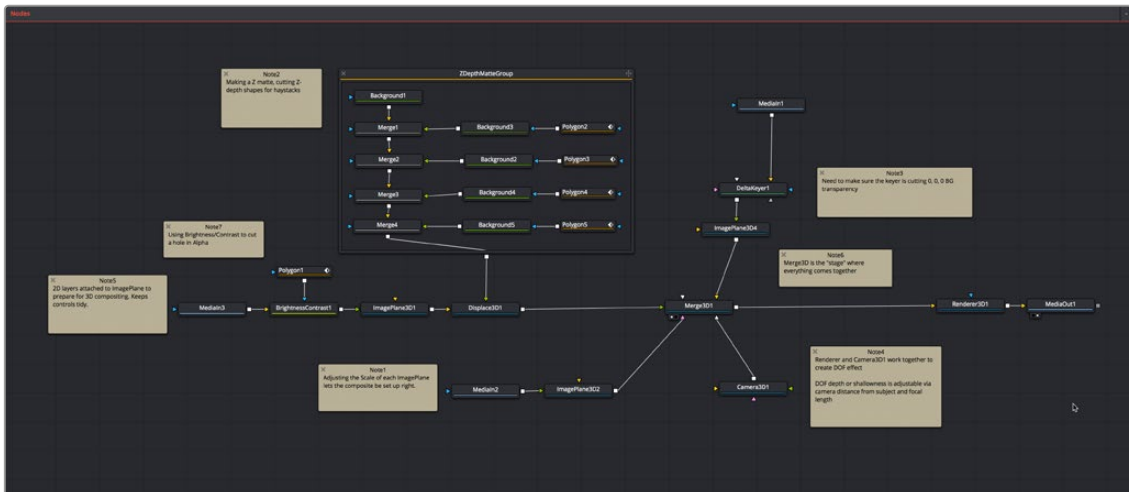 Nodes
Note2
Making a Z matte, cutting Z-
depth shapes for haystacks
ZDepthMatteGroup
Background1
Merge1
Background3
Polygon2
Merge2
Background2
Polygon3
Merge3
Background4
Polygon4
Merge4
Background5
Polygon5
MediaIn1
DeltaKeyer1
Note3
Need to make sure the keyer is cutting 0, 0, 0 BG
transparency
ImagePlane3D4
Note7
Using Brightness/Contrast to cut
a hole in Alpha
Note6
Merge3D is the "stage" where
everything comes together
Note5
2D layers attached to ImagePlane to
prepare for 3D compositing. Keeps
controls tidy.
Polygon1
MediaIn3
BrightnessContrast1
ImagePlane3D1
Displace3D1
Merge3D1
Renderer3D1
MediaOut1
Note1
Adjusting the Scale of each ImagePlane
lets the composite be set up right.
MediaIn2
ImagePlane3D2
Camera3D1
Note4
Renderer and Camera3D1 work together to
create DOF effect
DOF depth or shallowness is adjustable via
camera distance from subject and focal
length